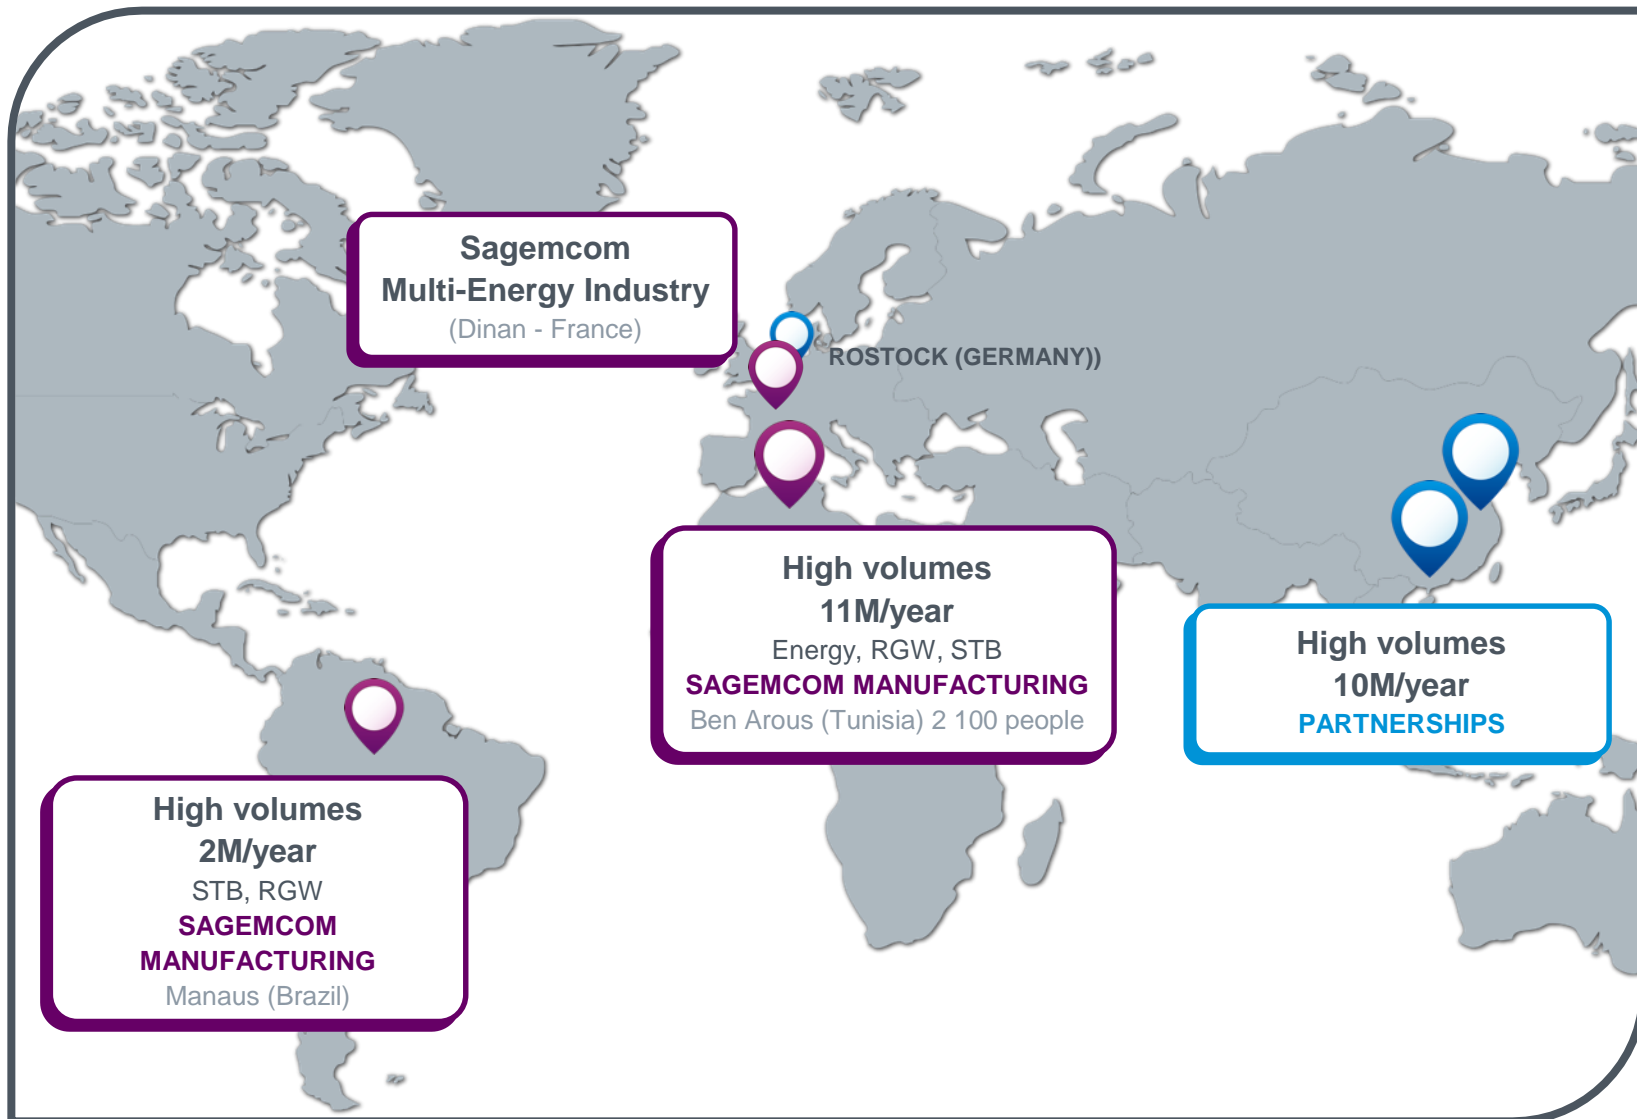 Sagemcom
Multi-Energy Industry
(Dinan - France)
ROSTOCK (GERMANY))
High volumes
11M/year
Energy, RGW, STB
SAGEMCOM MANUFACTURING
Ben Arous (Tunisia) 2 100 people
High volumes
10M/year
PARTNERSHIPS
High volumes
2M/year
STB, RGW
SAGEMCOM
MANUFACTURING
Manaus (Brazil)